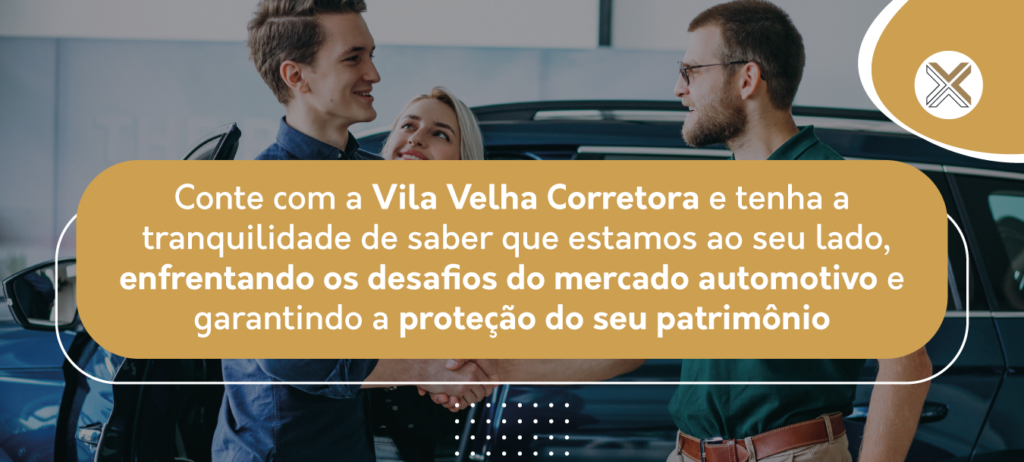 Conte com a Vila Velha Corretora e tenha a
tranquilidade de saber que estamos ao seu lado,
enfrentando os desafios do mercado automotivo e
garantindo a proteção do seu patrimônio